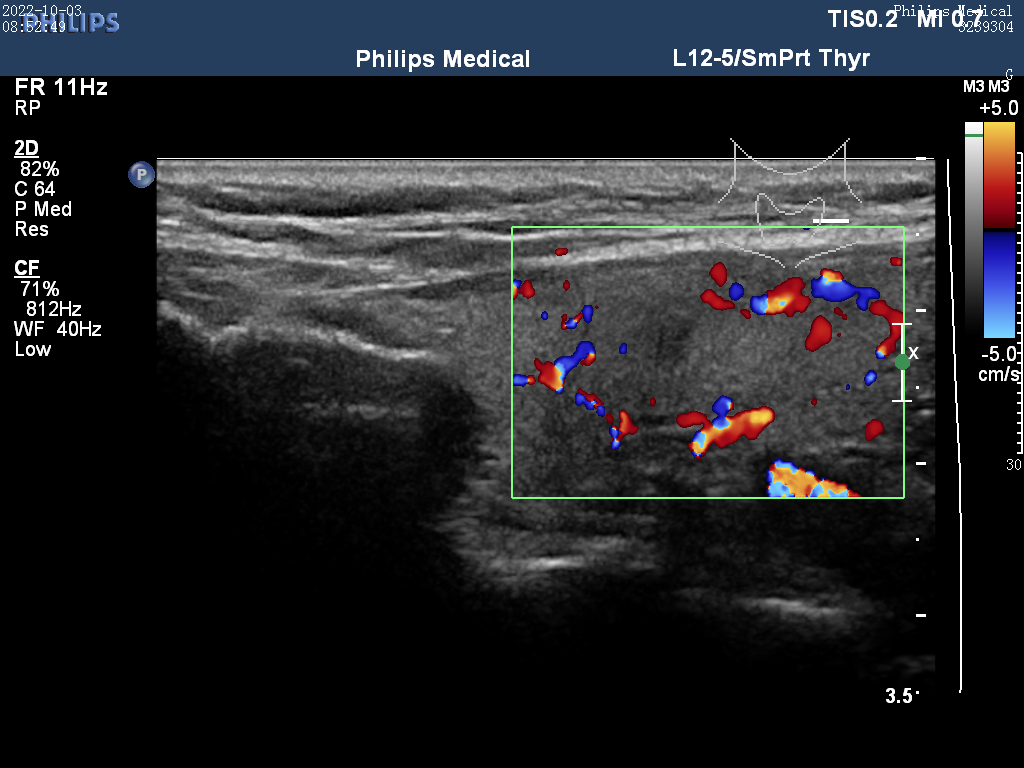 2022-10-03
08:52:49
PHILIPS
TIS0.2 MI 0.7
Philips Medical
3239304
Philips Medical
L12-5/SmPrt Thyr
G
FR 11Hz
RP
M3 M3
+5.0
2D
82%
C 64
P Med
Res
P
CF
71%
812Hz
WF 40Hz
Low
X
-5.0
cm/s
30
3.5